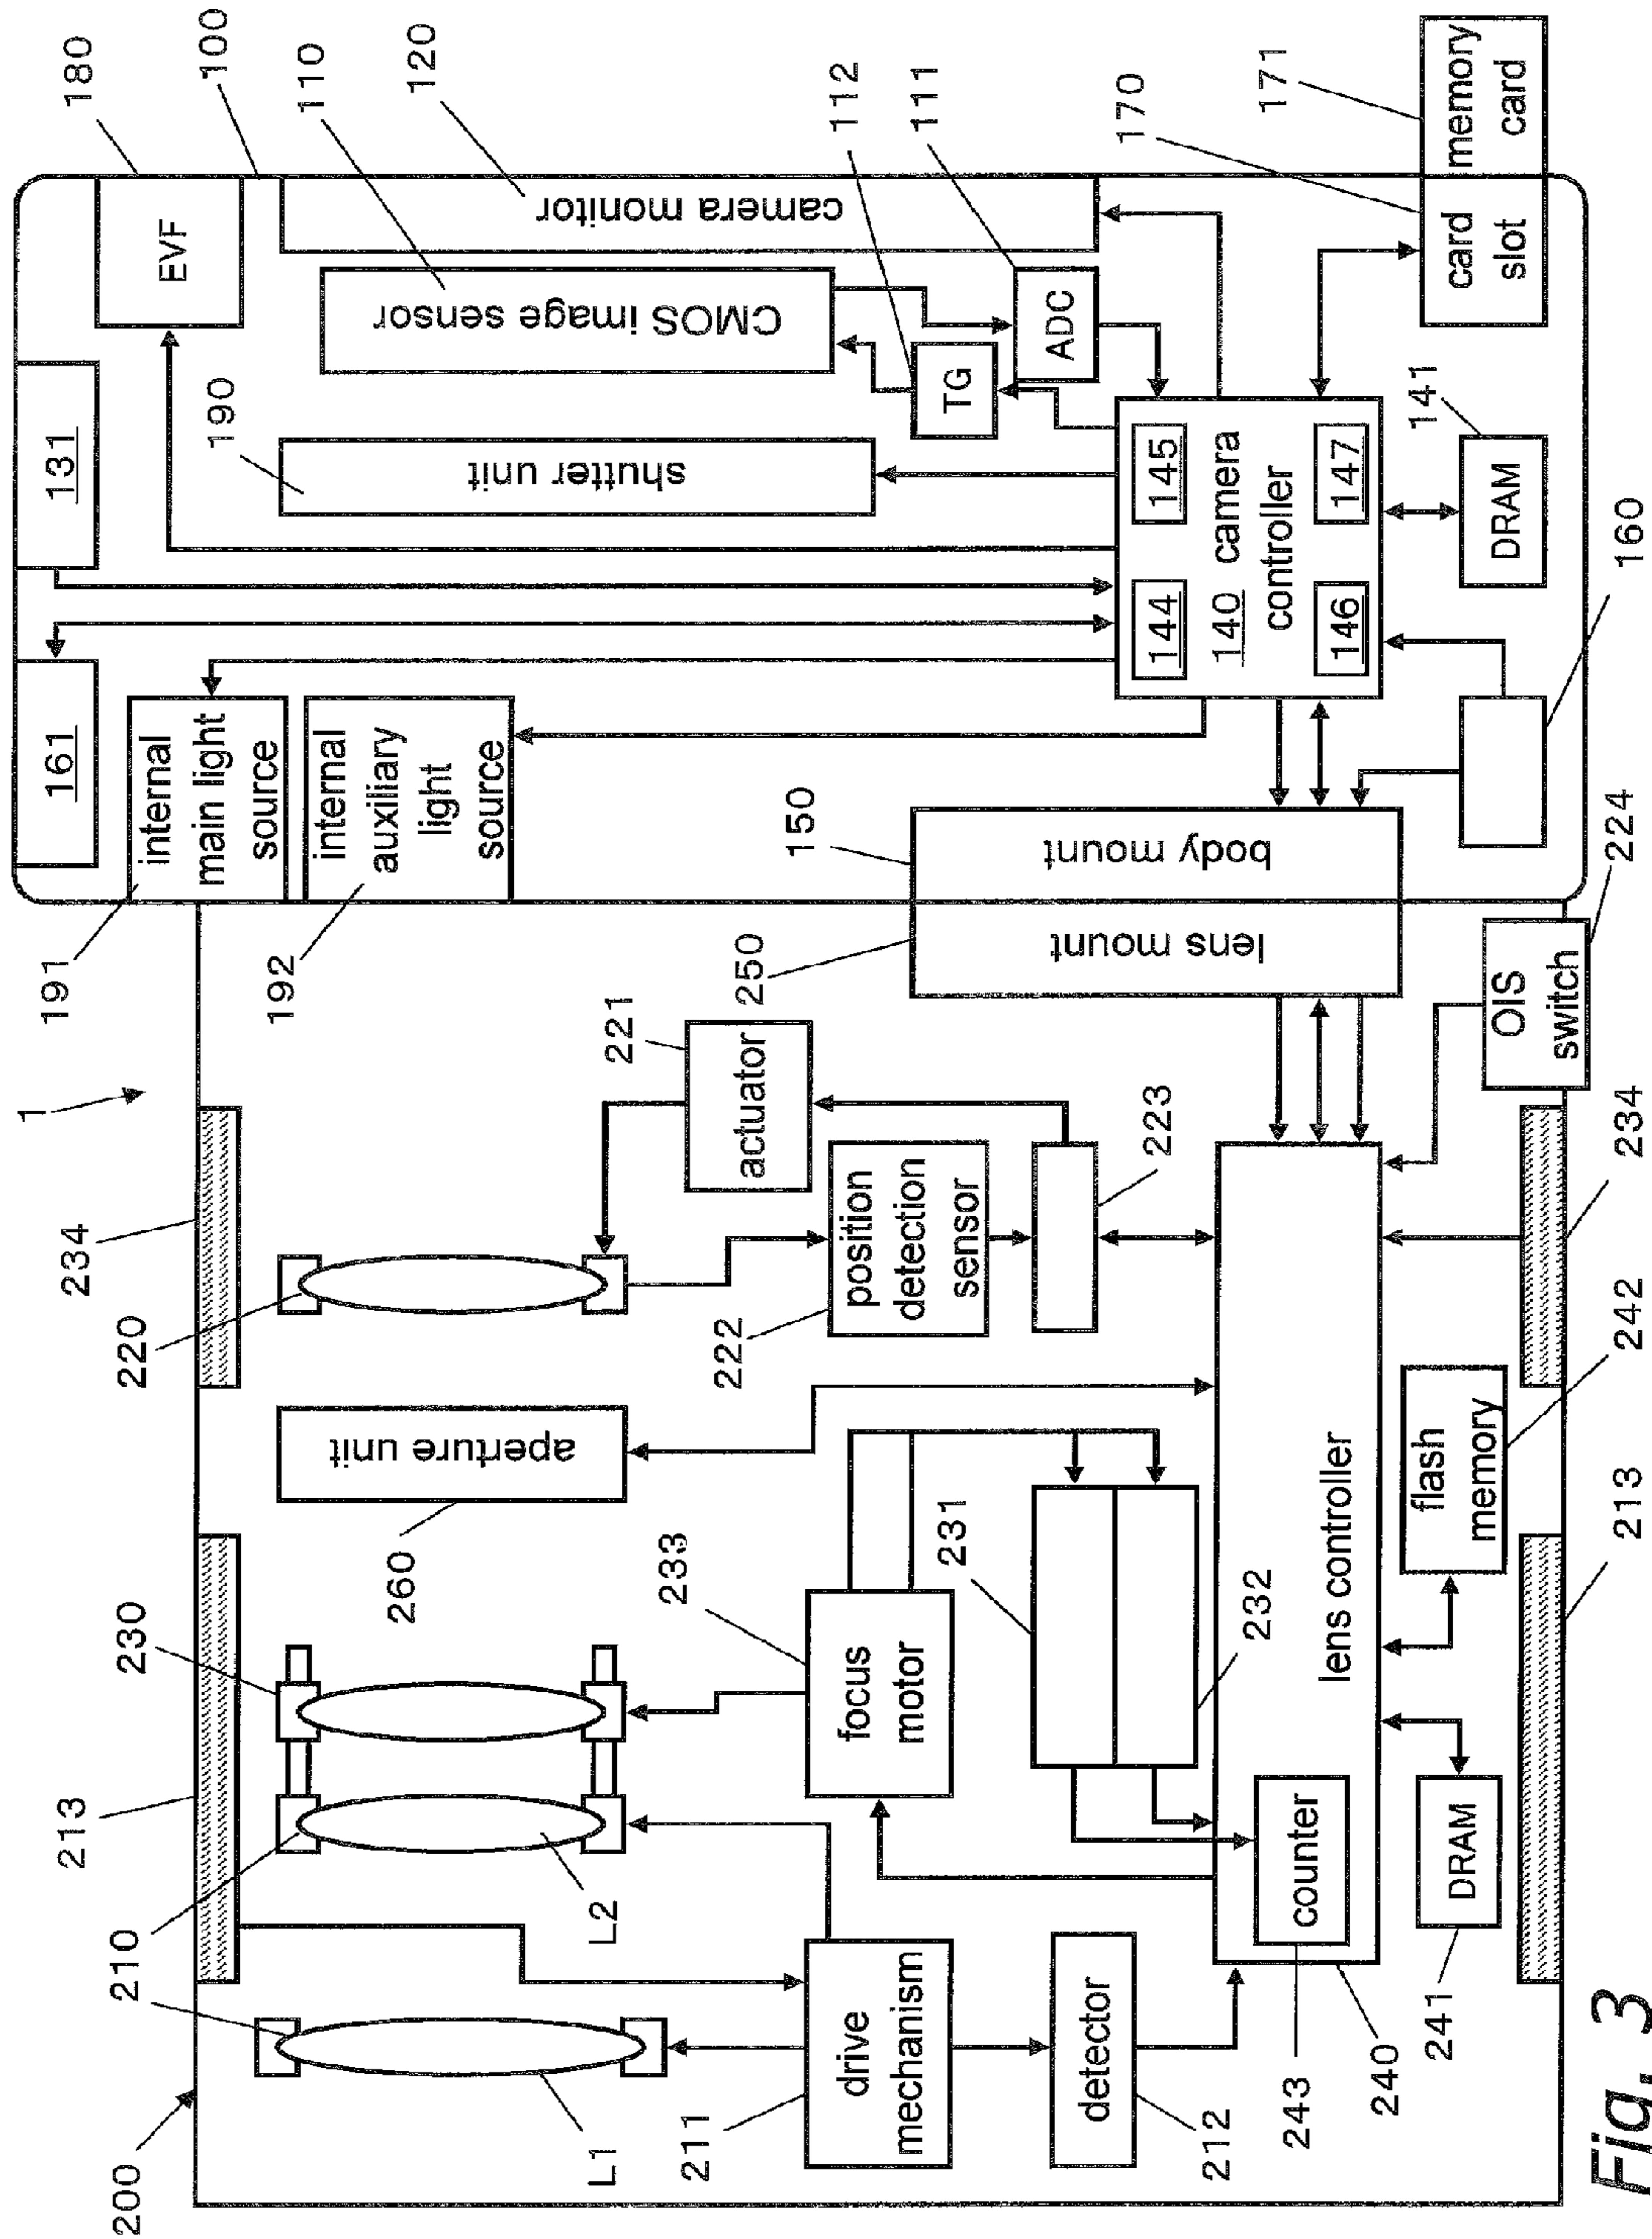 1
200
213
230
234
220
210
L1
L2
260
aperture unit
191
internal
main light
source
161
131
EVF
180
100
192
internal
auxiliary
light
source
190
shutter unit
CMOS image sensor
110
camera monitor
120
112
111
TG
ADC
221
actuator
250
150
lens mount
body mount
211
drive
mechanism
233
focus
motor
222
position
detection
sensor
223
231
232
212
detector
lens controller
counter
243
240
144
145
140 camera
controller
146
147
170
card
slot
171
memory
card
141
DRAM
160
241
DRAM
flash
memory
242
213
234
OIS
switch
224
Fig. 3